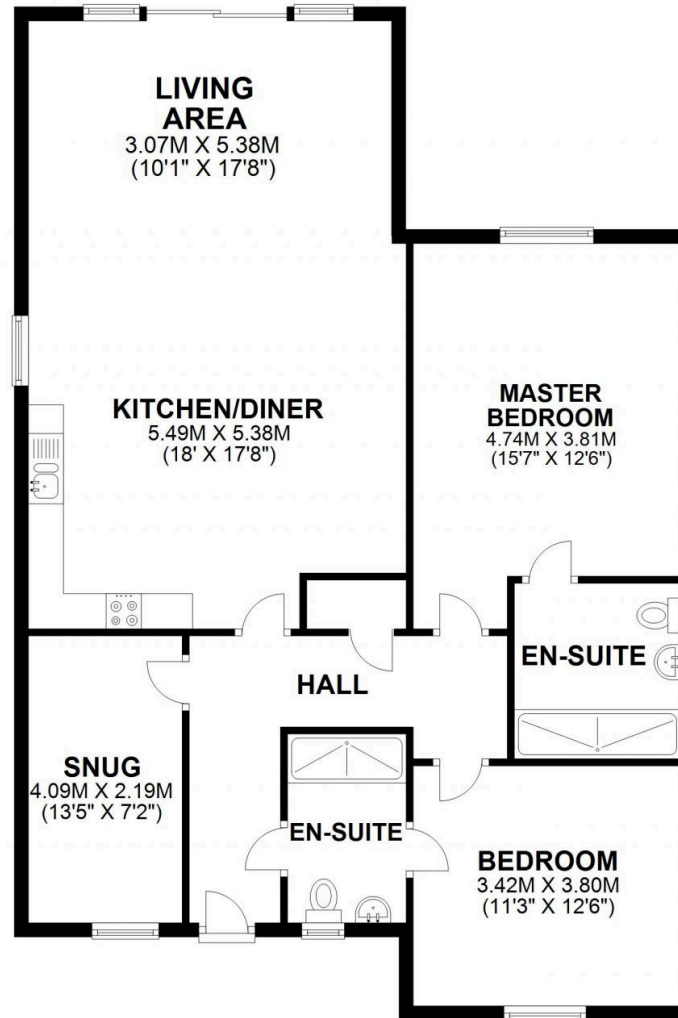 LIVING
AREA
3.07M X 5.38M
(10'1" X 17'8")
KITCHEN/DINER
5.49M X 5.38M
(18' X 17'8")
MASTER
BEDROOM
4.74M X 3.81M
(15'7" X 12'6")
EN-SUITE
HALL
SNUG
4.09M X 2.19M
(13'5" X 7'2")
EN-SUITE
BEDROOM
3.42M X 3.80M
(11'3" X 12'6")